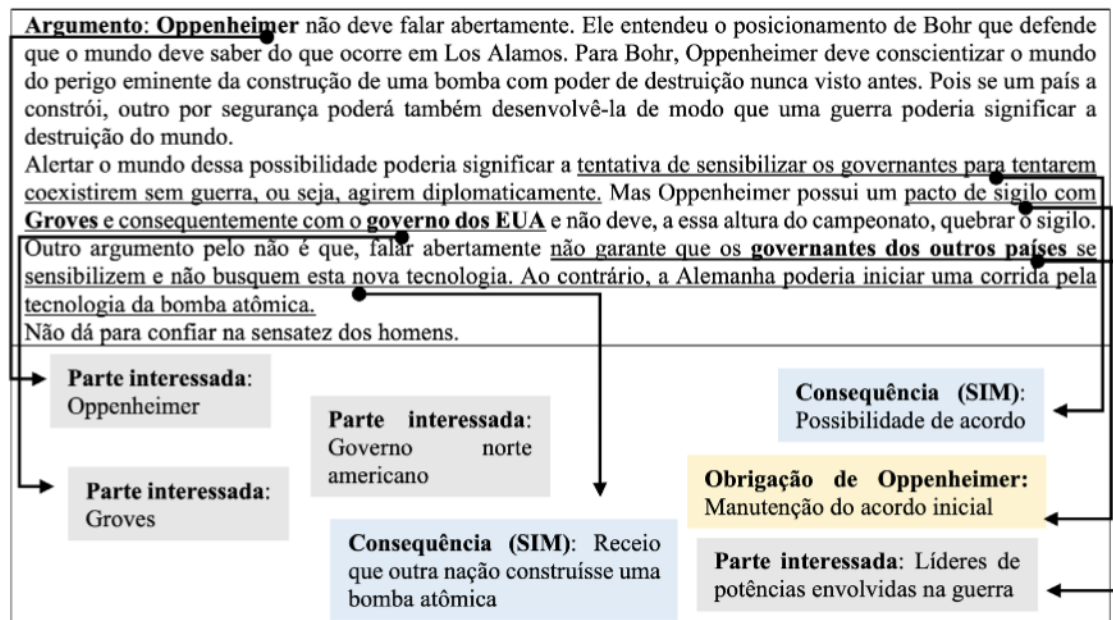 Argumento: Oppenheimer não deve falar abertamente. Ele entendeu o posicionamento de Bohr que defende
que o mundo deve saber do que ocorre em Los Alamos. Para Bohr, Oppenheimer deve conscientizar o mundo
do perigo eminente da construção de uma bomba com poder de destruição nunca visto antes. Pois se um país a
constrói, outro por segurança poderá também desenvolvê-la de modo que uma guerra poderia significar a
destruição do mundo.
Alertar o mundo dessa possibilidade poderia significar a tentativa de sensibilizar os governantes para tentarem
coexistirem sem guerra, ou seja, agirem diplomaticamente. Mas Oppenheimer possui um pacto de sigilo com
Groves e consequentemente com o governo dos EUA e não deve, a essa altura do campeonato, quebrar o sigilo.
Outro argumento pelo não é que, falar abertamente não garante que os governantes dos outros países se
sensibilizem e não busquem esta nova tecnologia. Ao contrário, a Alemanha poderia iniciar uma corrida pela
tecnologia da bomba atômica.
Não dá para confiar na sensatez dos homens.
Parte interessada:
Oppenheimer
Parte interessada:
Governo norte
americano
Consequência (SIM):
Possibilidade de acordo
Parte interessada:
Groves
Obrigação de Oppenheimer:
Manutenção do acordo inicial
Consequência (SIM): Receio
que outra nação construísse uma
bomba atômica
Parte interessada: Líderes de
potências envolvidas na guerra